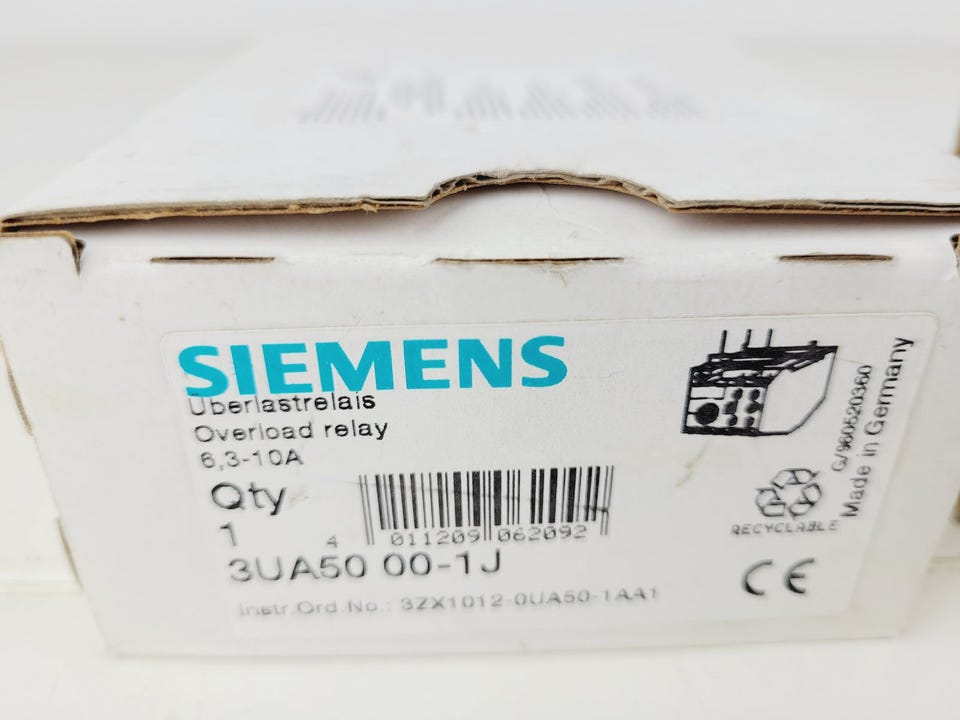 SIEMENS
Überlastrelais
Overload relay
6,3-10A
Qty
1
4 011209 062092
3UA50 00-1J
Instr.Ord.No.: 3ZX1012-0UA50-1AA1
G/960520360
Made in Germany
RECYCLABLE
CE